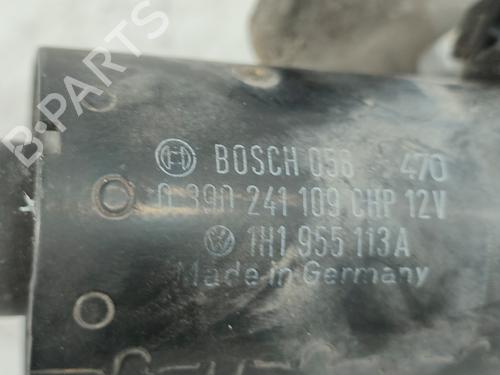 B-PARTS
BOSCH 058 470
0 390 241 109 CHP 12V
1H1 955 113A
Made in Germany